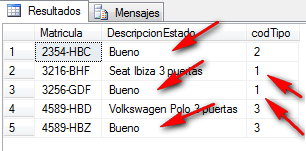 Resultados Mensajes
Matricula DescripcionEstado codTipo
1 2354-HBC Bueno 2
2 3216-BHF Seat Ibiza 3 puertas 1
3 3256-GDF Bueno 1
4 4589-HBD Volkswagen Polo 3 puertas 3
5 4589-HBZ Bueno 3